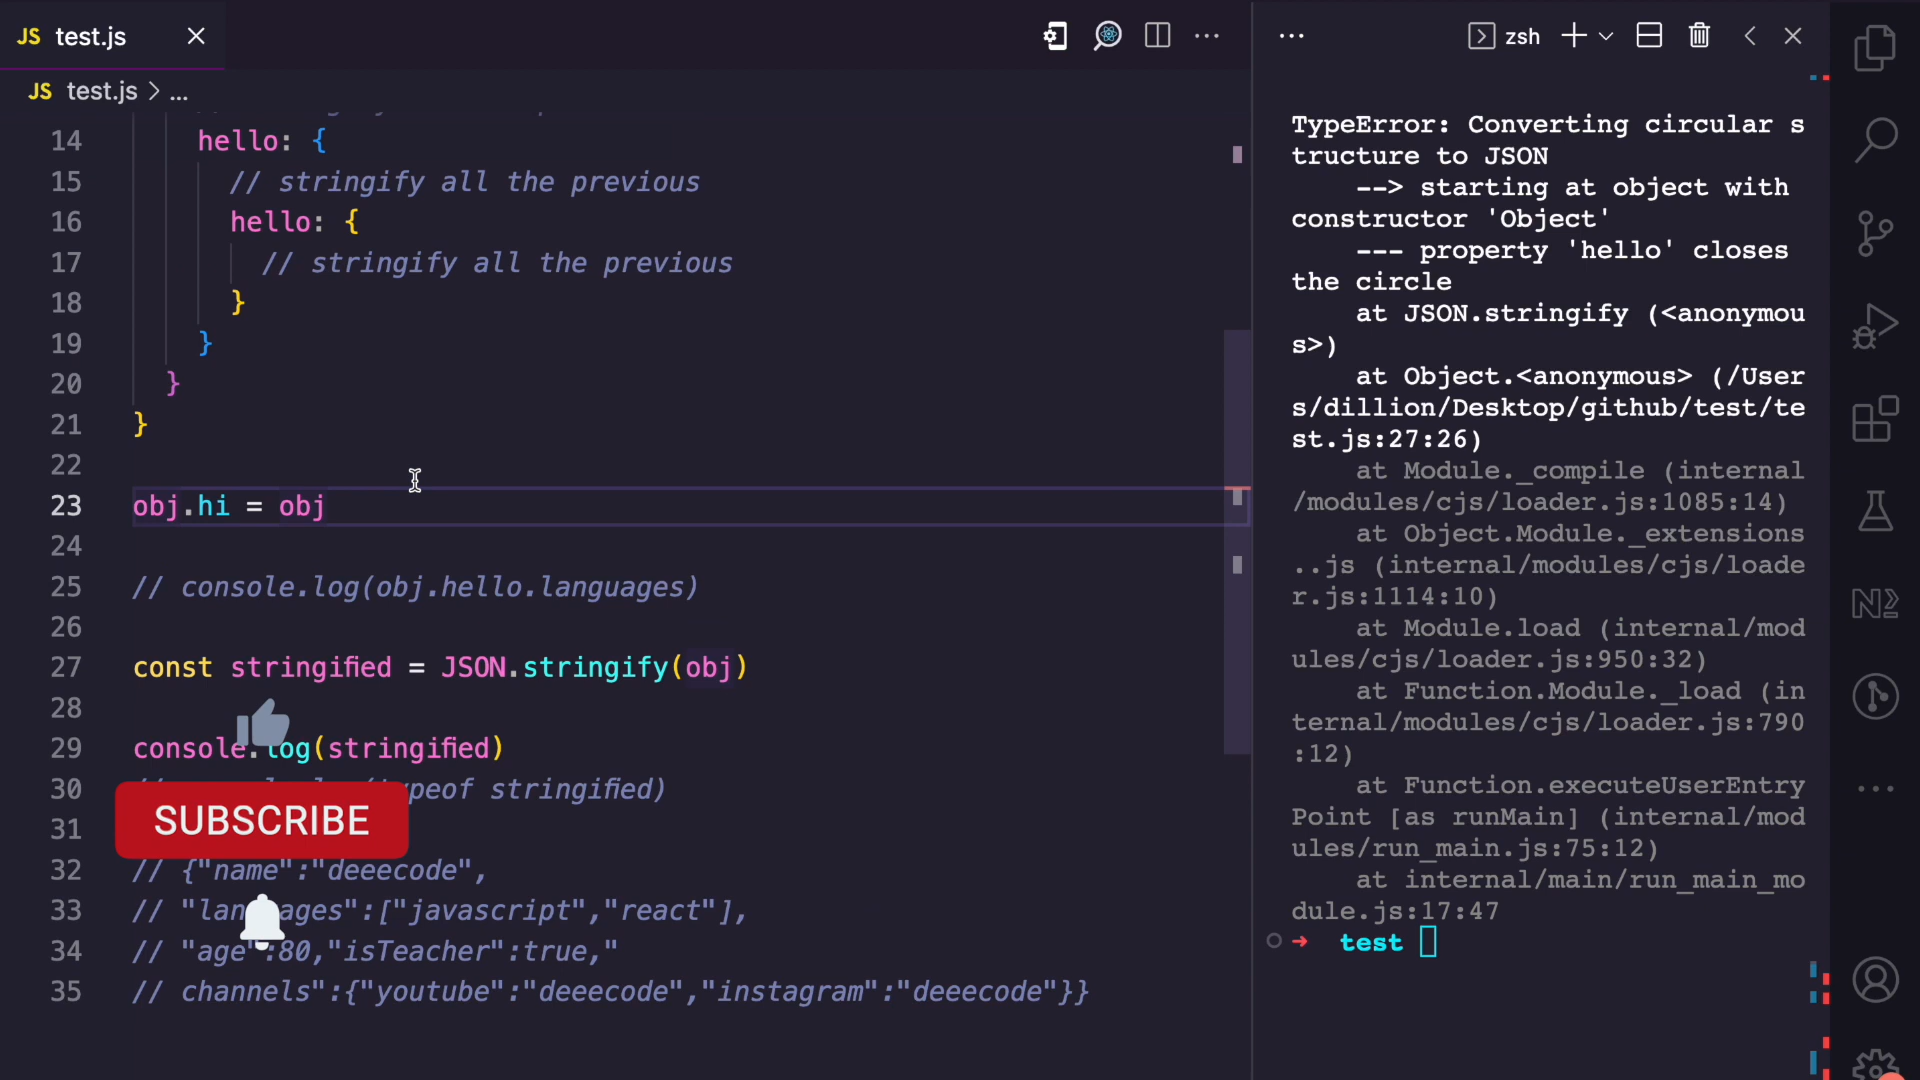 JS test.js
zsh
JS test.js > ...
14 hello: {
15 // stringify all the previous
16 hello: {
17 // stringify all the previous
18 }
19 }
20 }
21 }
22
23 obj.hi = obj
24
25 // console.log(obj.hello.languages)
26
27 const stringified = JSON.stringify(obj)
28
29 console.log(stringified)
30 typeof stringified)
SUBSCRIBE
31
32 // {"name":"deeecode",
33 // "languages":["javascript","react"],
34 // "age":80,"isTeacher":true,"
35 // channels":{"youtube":"deeecode","instagram":"deeecode"}}
TypeError: Converting circular s
tructure to JSON
--> starting at object with
constructor 'Object'
--- property 'hello' closes
the circle
at JSON.stringify (<anonymou
s>)
at Object.<anonymous> (/User
s/dillion/Desktop/github/test/te
st.js:27:26)
at Module._compile (internal
/modules/cjs/loader.js:1085:14)
at Object.Module._extensions
..js (internal/modules/cjs/loade
r.js:1114:10)
at Module.load (internal/mod
ules/cjs/loader.js:950:32)
at Function.Module._load (in
ternal/modules/cjs/loader.js:790
:12)
at Function.executeUserEntry
Point [as runMain] (internal/mod
ules/run_main.js:75:12)
at internal/main/run_main_mo
dule.js:17:47
➜ test